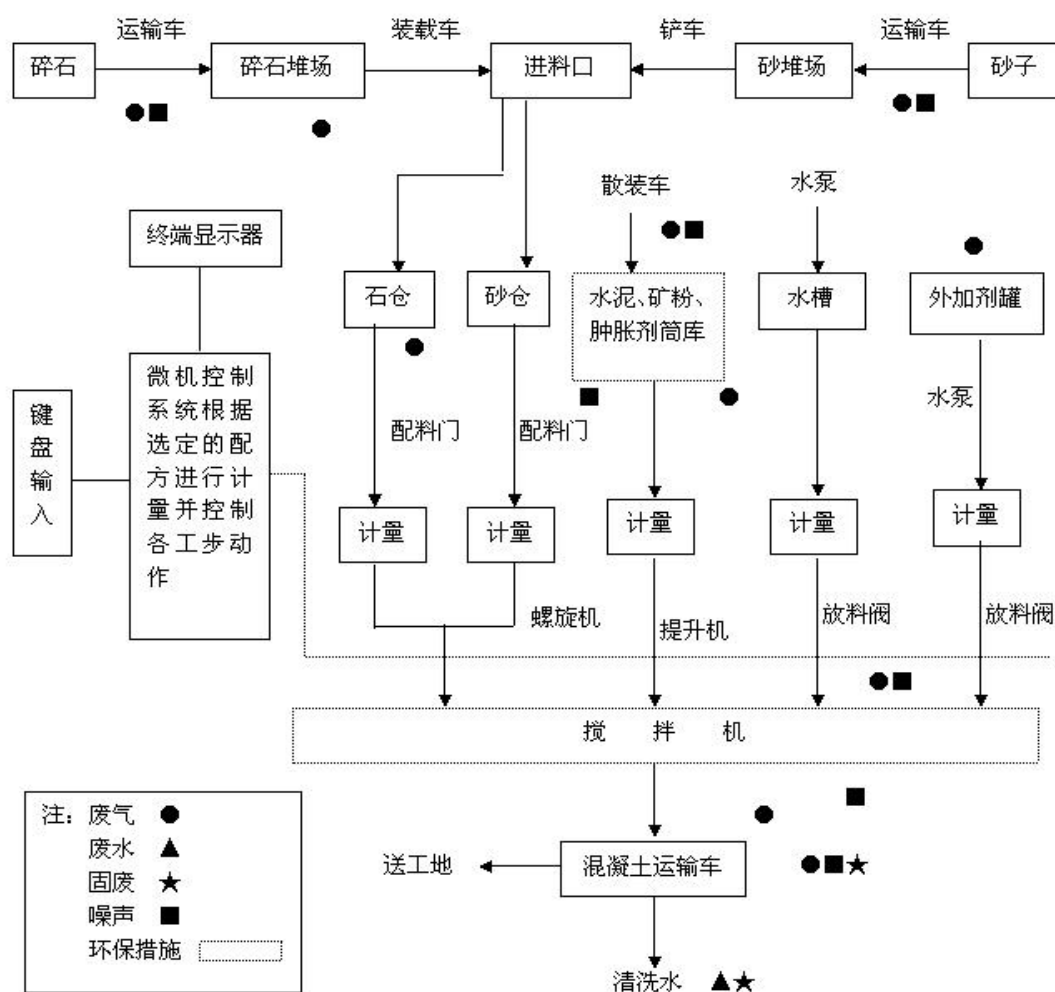 运输车
装载车
铲车
运输车
碎石
碎石堆场
进料口
砂堆场
砂子
散装车
水泵
终端显示器
石仓
砂仓
水泥、矿粉、
肿胀剂筒库
水槽
外加剂罐
键
盘
输
入
微机控制
系统根据
选定的配
方进行计
量并控制
各工步动
作
配料门
配料门
水泵
计量
计量
计量
计量
计量
螺旋机
提升机
放料阀
放料阀
搅拌机
注：废气
废水
固废
噪声
环保措施
送工地
混凝土运输车
清洗水